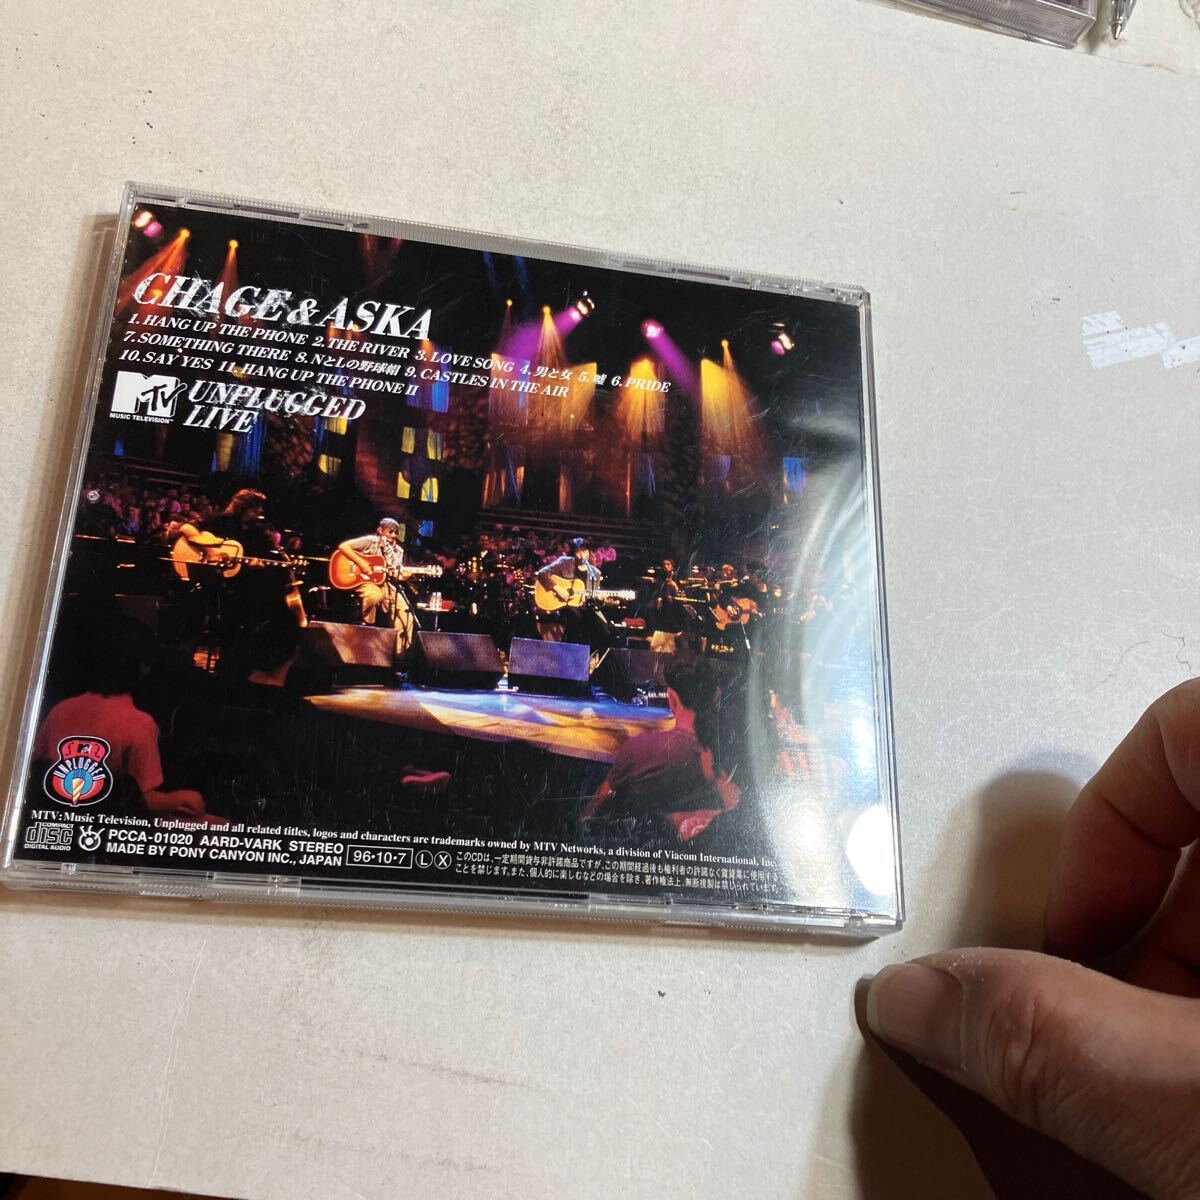 CHAGE&ASKA
1. HANG UP THE PHONE 2. THE RIVER 3. LOVE SONG 4. 男と女 5. 嘘 6. PRIDE
7. SOMETHING THERE 8. NとLの野球帽 9. CASTLES IN THE AIR
10. SAY YES 11. HANG UP THE PHONE II
MTV
MUSIC TELEVISION™
UNPLUGGED
LIVE
UNPLUGGED
MTV: Music Television, Unplugged and all related titles, logos and characters are trademarks owned by MTV Networks, a division of Viacom International, Inc.
COMPACT
disc
DIGITAL AUDIO
PCCA-01020 AARD-VARK STEREO
MADE BY PONY CANYON INC., JAPAN
96・10・7
L X
このCDは、一定期間貸与非許諾商品ですが、この期間経過後も権利者の許諾なく賃貸業に使用する
ことを禁じます。また、個人的に楽しむなどの場合を除き、著作権法上、無断複製は禁じられています。